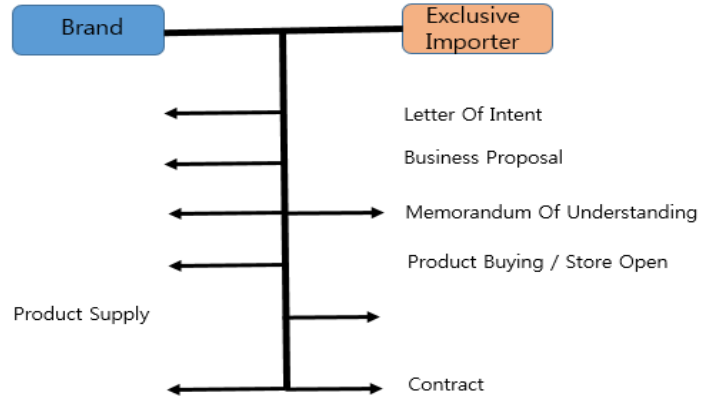 Brand
Exclusive
Importer
Letter Of Intent
Business Proposal
Memorandum Of Understanding
Product Buying / Store Open
Product Supply
Contract